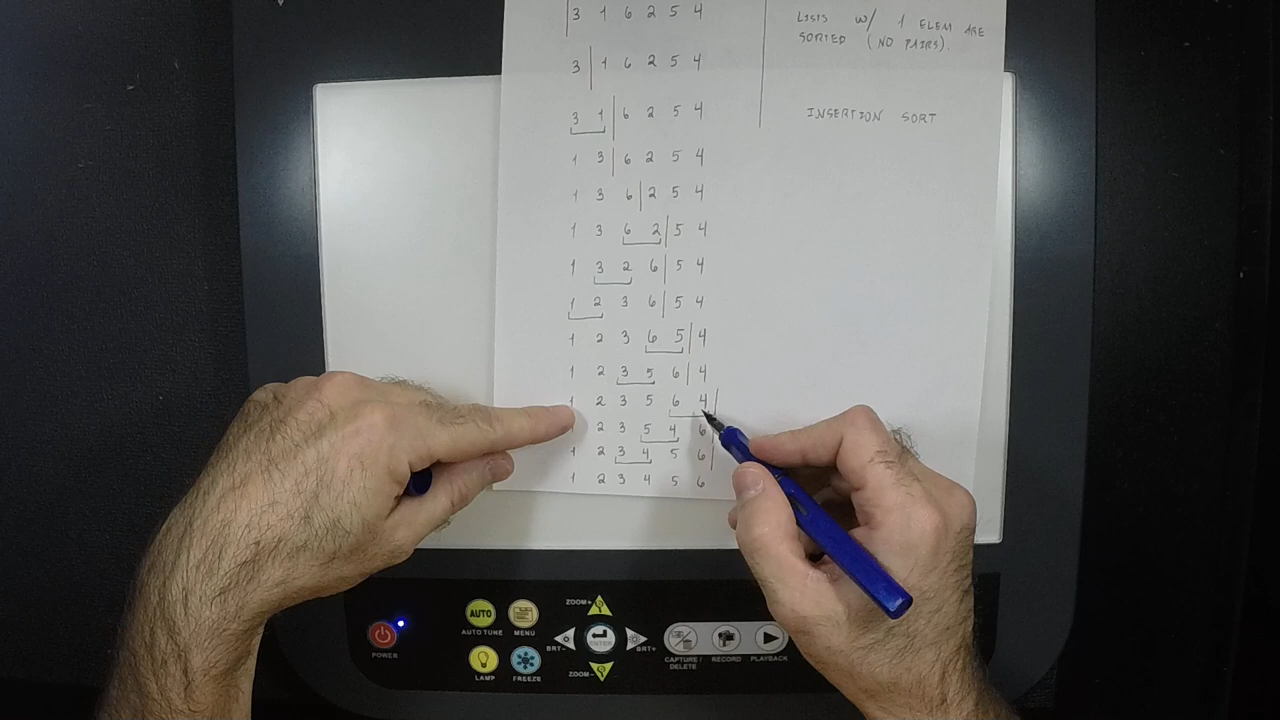 |3 1 6 2 5 4
3|1 6 2 5 4
3 1|6 2 5 4
1 3|6 2 5 4
1 3 6|2 5 4
1 3 6 2|5 4
1 3 2 6|5 4
1 2 3 6|5 4
1 2 3 6 5|4
1 2 3 5 6|4
1 2 3 5 6 4|
2 3 5 4 6|
1 2 3 4 5 6|
1 2 3 4 5 6
LISTS W/ 1 ELEM ARE
SORTED (NO PAIRS).
INSERTION SORT
POWER
AUTO
AUTO TUNE
MENU
LAMP
FREEZE
ZOOM+
BRT-
ENTER
BRT+
ZOOM-
CAPTURE /
DELETE
RECORD
PLAYBACK